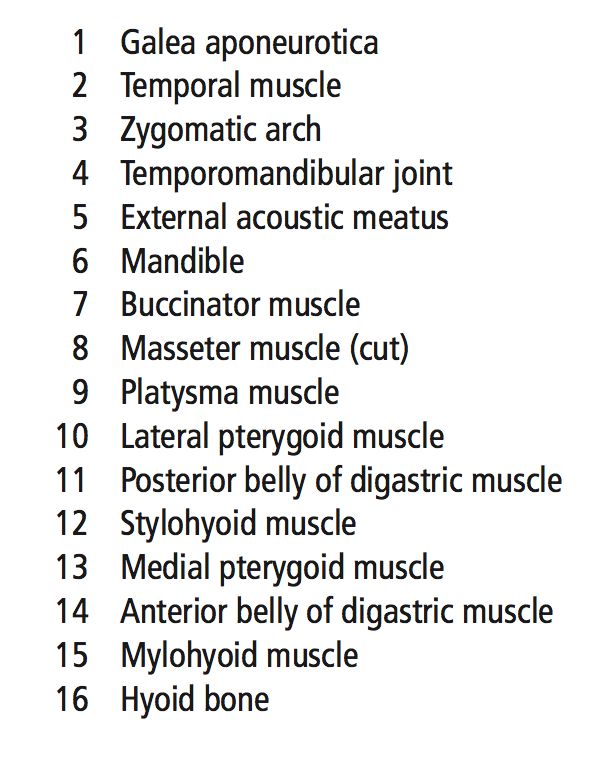 1 Galea aponeurotica
2 Temporal muscle
3 Zygomatic arch
4 Temporomandibular joint
5 External acoustic meatus
6 Mandible
7 Buccinator muscle
8 Masseter muscle (cut)
9 Platysma muscle
10 Lateral pterygoid muscle
11 Posterior belly of digastric muscle
12 Stylohyoid muscle
13 Medial pterygoid muscle
14 Anterior belly of digastric muscle
15 Mylohyoid muscle
16 Hyoid bone